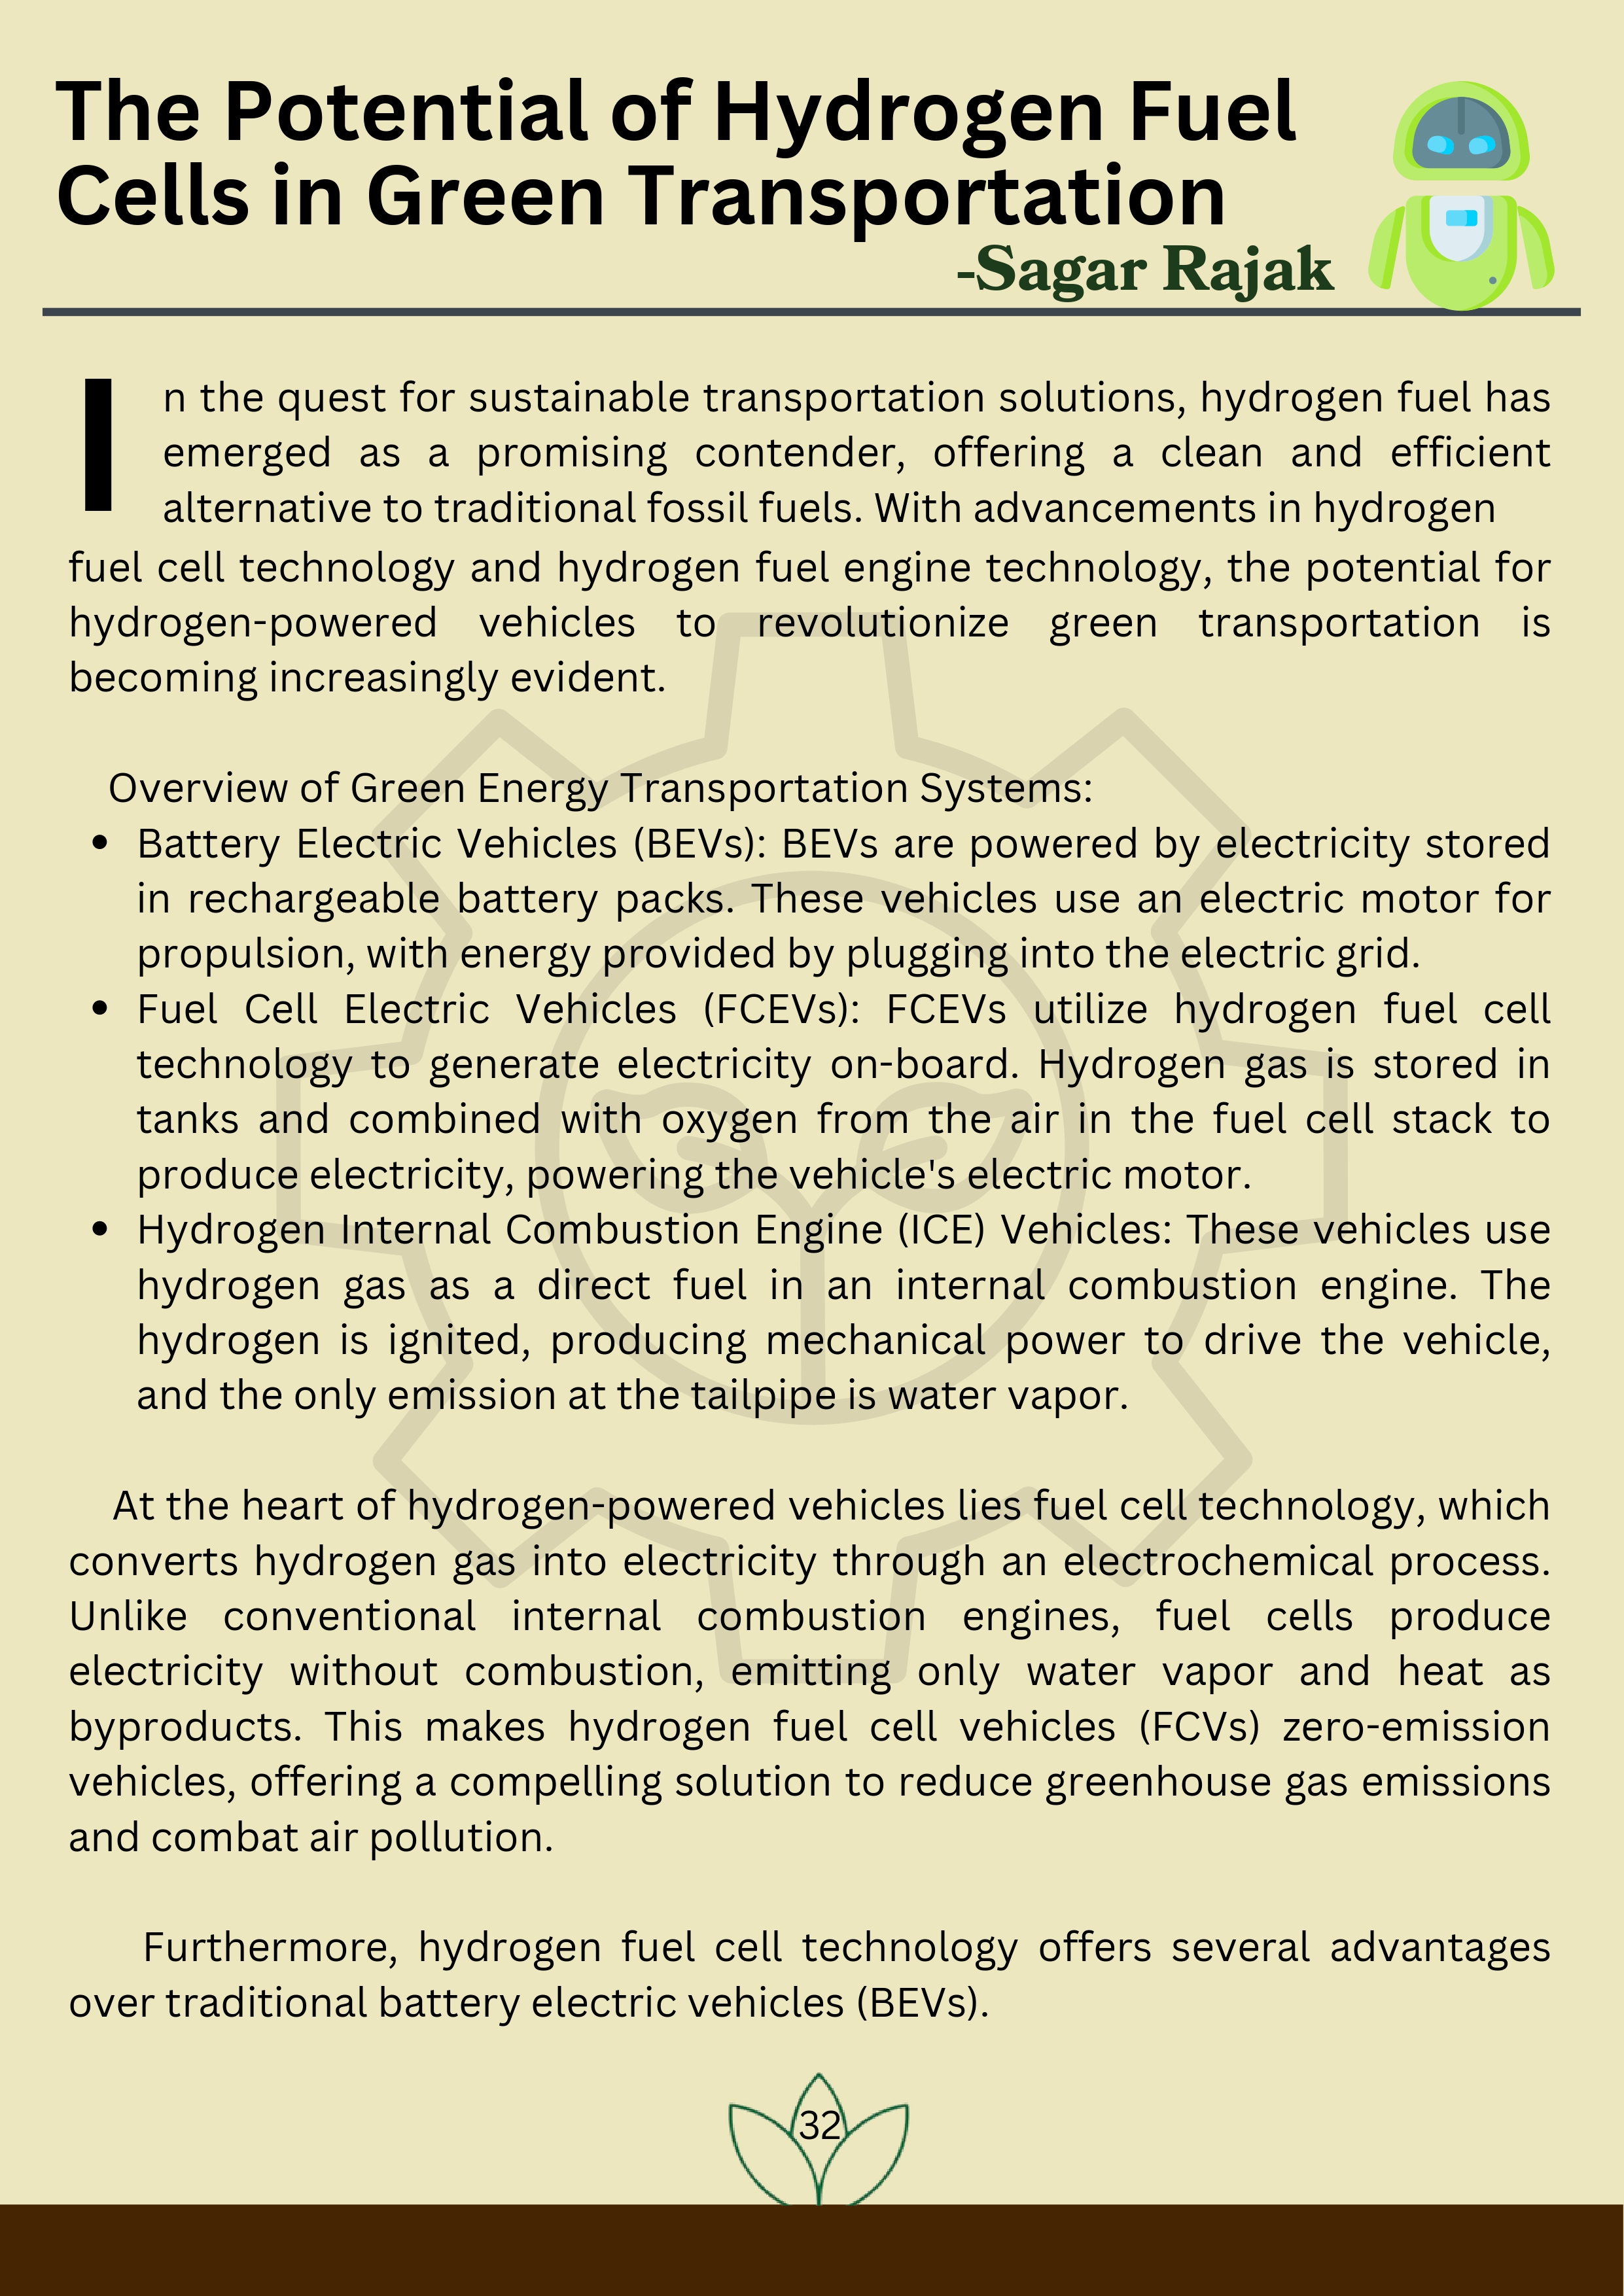 The Potential of Hydrogen Fuel
Cells in Green Transportation
-Sagar Rajak
In the quest for sustainable transportation solutions, hydrogen fuel has
emerged as a promising contender, offering a clean and efficient
alternative to traditional fossil fuels. With advancements in hydrogen
fuel cell technology and hydrogen fuel engine technology, the potential for
hydrogen-powered vehicles to revolutionize green transportation is
becoming increasingly evident.
Overview of Green Energy Transportation Systems:
• Battery Electric Vehicles (BEVs): BEVs are powered by electricity stored
in rechargeable battery packs. These vehicles use an electric motor for
propulsion, with energy provided by plugging into the electric grid.
• Fuel Cell Electric Vehicles (FCEVs): FCEVs utilize hydrogen fuel cell
technology to generate electricity on-board. Hydrogen gas is stored in
tanks and combined with oxygen from the air in the fuel cell stack to
produce electricity, powering the vehicle's electric motor.
• Hydrogen Internal Combustion Engine (ICE) Vehicles: These vehicles use
hydrogen gas as a direct fuel in an internal combustion engine. The
hydrogen is ignited, producing mechanical power to drive the vehicle,
and the only emission at the tailpipe is water vapor.
At the heart of hydrogen-powered vehicles lies fuel cell technology, which
converts hydrogen gas into electricity through an electrochemical process.
Unlike conventional internal combustion engines, fuel cells produce
electricity without combustion, emitting only water vapor and heat as
byproducts. This makes hydrogen fuel cell vehicles (FCVs) zero-emission
vehicles, offering a compelling solution to reduce greenhouse gas emissions
and combat air pollution.
Furthermore, hydrogen fuel cell technology offers several advantages
over traditional battery electric vehicles (BEVs).
32